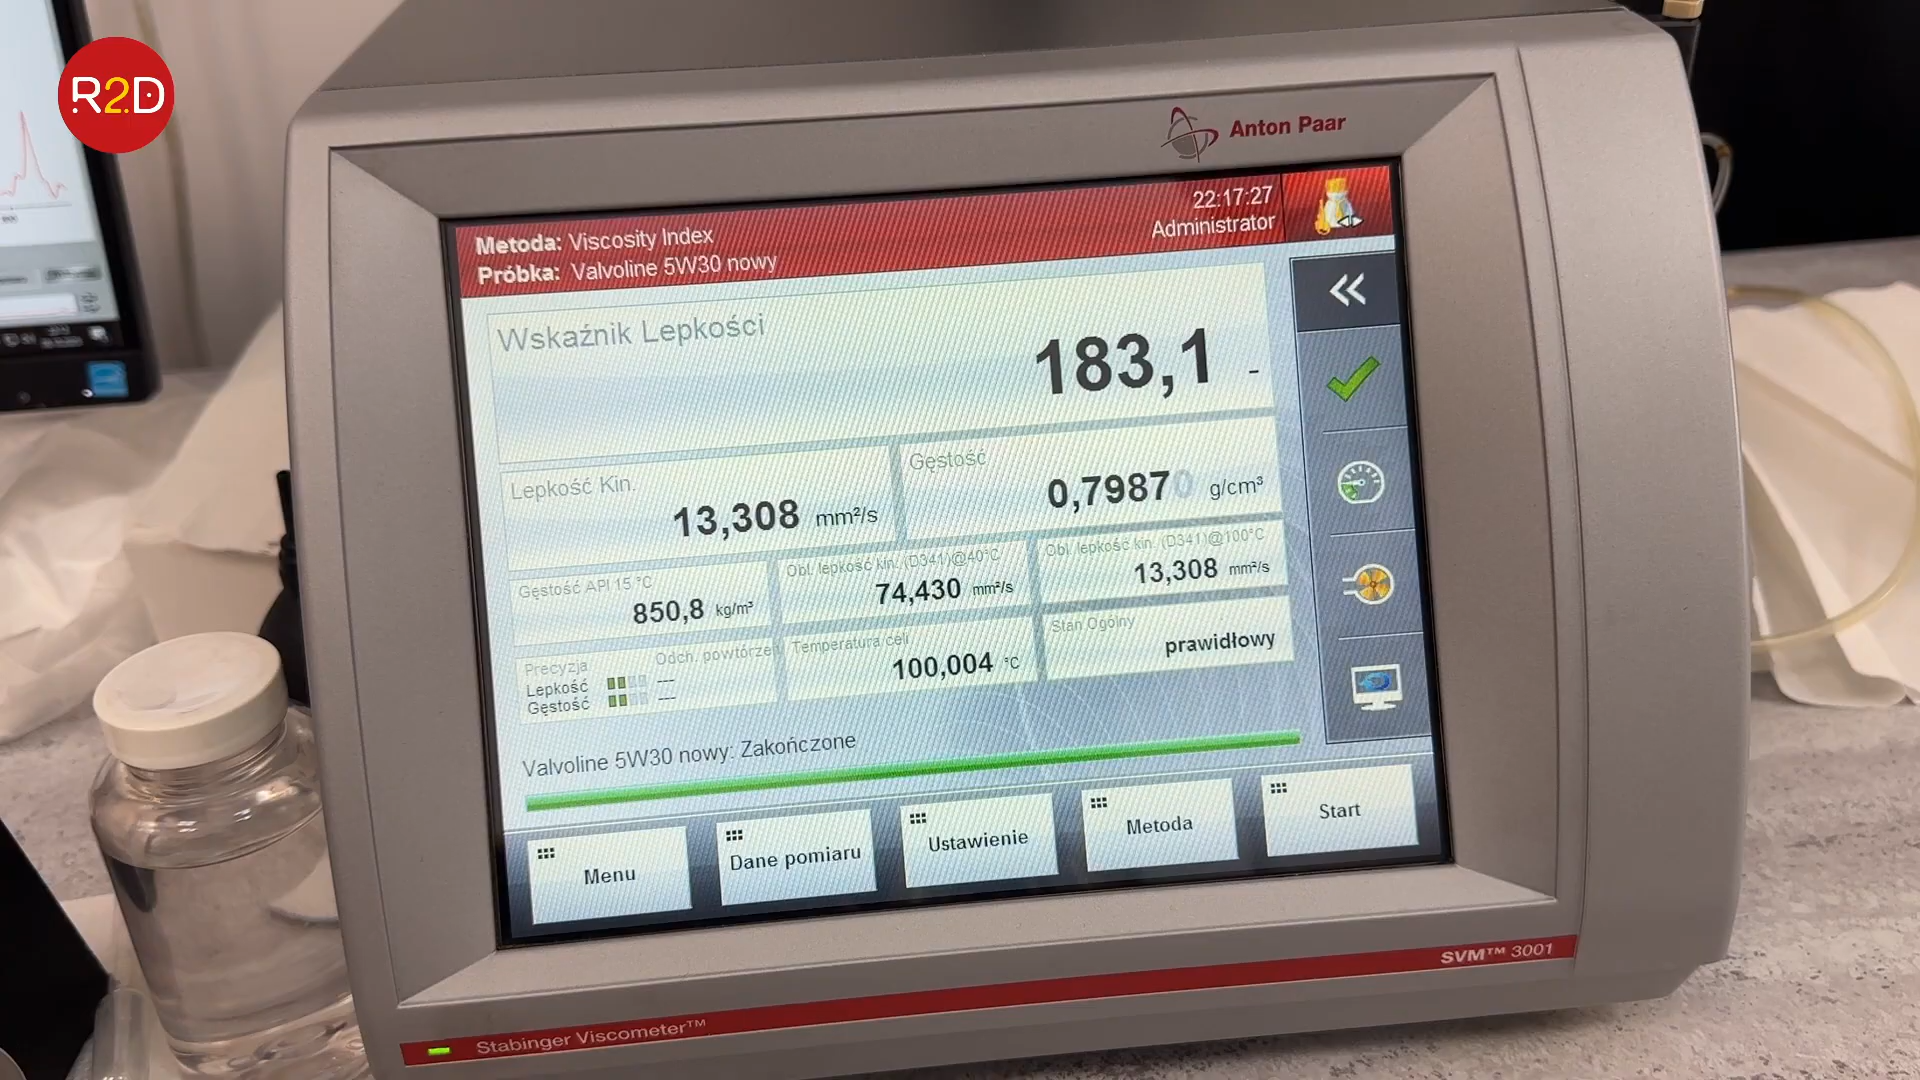 R2D
Anton Paar
22:17:27
Administrator
Metoda: Viscosity Index
Próbka: Valvoline 5W30 nowy
Wskaźnik Lepkości
183,1 -
Lepkość Kin.
13,308 mm²/s
Gęstość
0,79870 g/cm³
Gęstość API 15 °C
850,8 kg/m³
Obl. lepkość kin. (D341)@40°C
74,430 mm²/s
Obl. lepkość kin. (D341)@100°C
13,308 mm²/s
Precyzja
Odch. powtórzeń
Lepkość ---
Gęstość ---
Temperatura celi
100,004 °C
Stan Ogólny
prawidłowy
Valvoline 5W30 nowy: Zakończone
Menu
Dane pomiaru
Ustawienie
Metoda
Start
SVM™ 3001
Stabinger Viscometer™